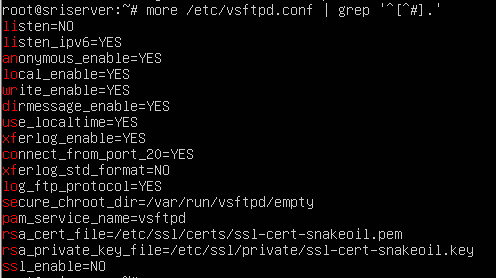 root@sriserver:~# more /etc/vsftpd.conf | grep '^[^#].'
listen=NO
listen_ipv6=YES
anonymous_enable=YES
local_enable=YES
write_enable=YES
dirmessage_enable=YES
use_localtime=YES
xferlog_enable=YES
connect_from_port_20=YES
xferlog_std_format=NO
log_ftp_protocol=YES
secure_chroot_dir=/var/run/vsftpd/empty
pam_service_name=vsftpd
rsa_cert_file=/etc/ssl/certs/ssl-cert-snakeoil.pem
rsa_private_key_file=/etc/ssl/private/ssl-cert-snakeoil.key
ssl_enable=NO